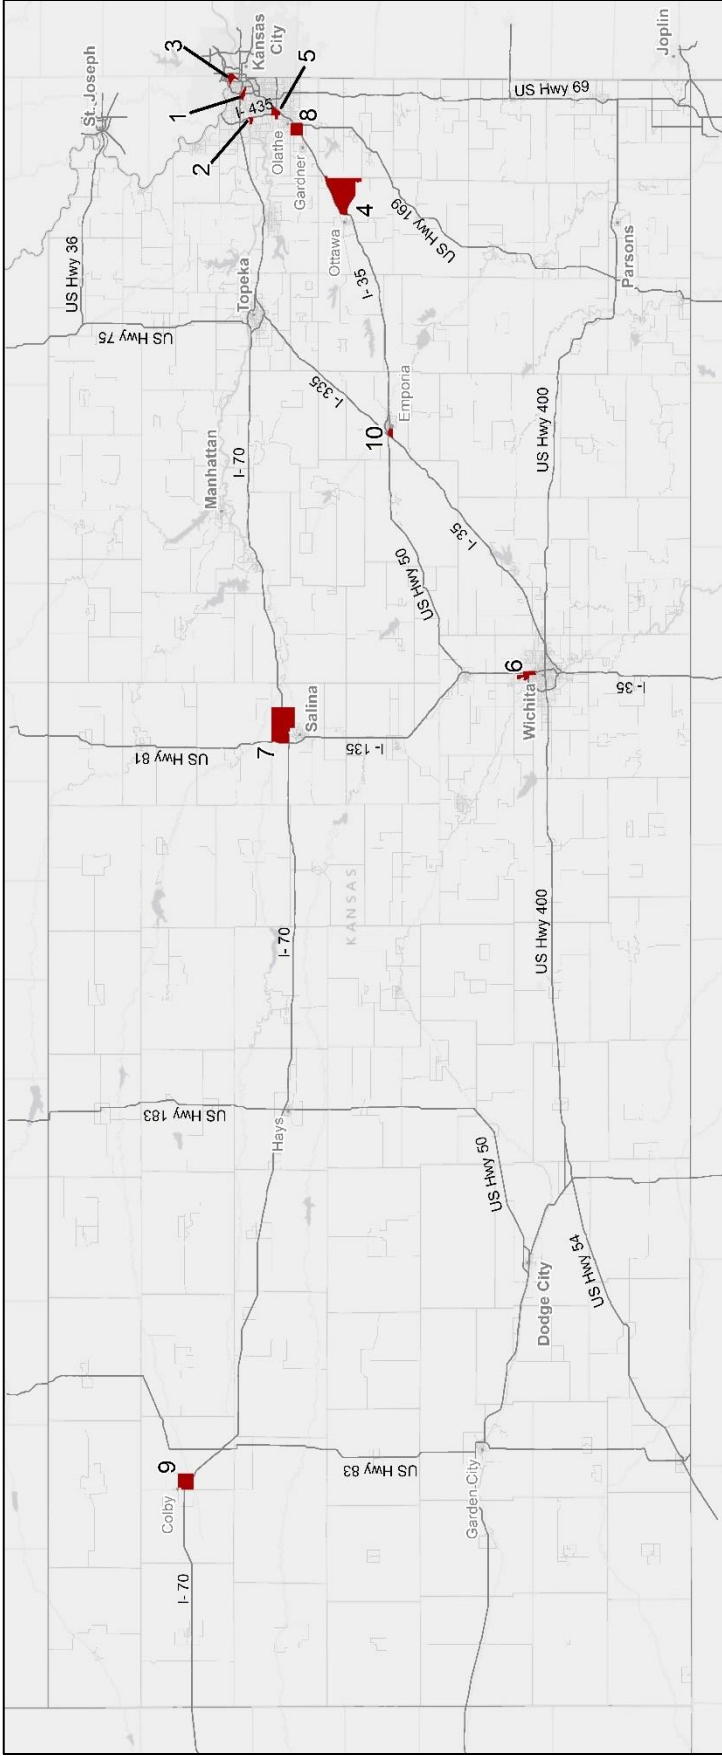 St. Joseph
3
Kansas
City
1
I- 435
5
2
Olathe
8
Gardner
US Hwy 69
Joplin
US Hwy 36
4
Ottawa
US Hwy 169
Topeka
US Hwy 75
I-35
Parsons
I-335
Manhattan
I- 70
10
Emporia
US Hwy 400
I-35
US Hwy 50
6
Wichita
I-35
7
Salina
US Hwy 81
I- 135
KANSAS
I- 70
US Hwy 400
US Hwy 183
Hays
US Hwy 50
US Hwy 54
Dodge City
9
Colby
US Hwy 83
Garden City
I- 70